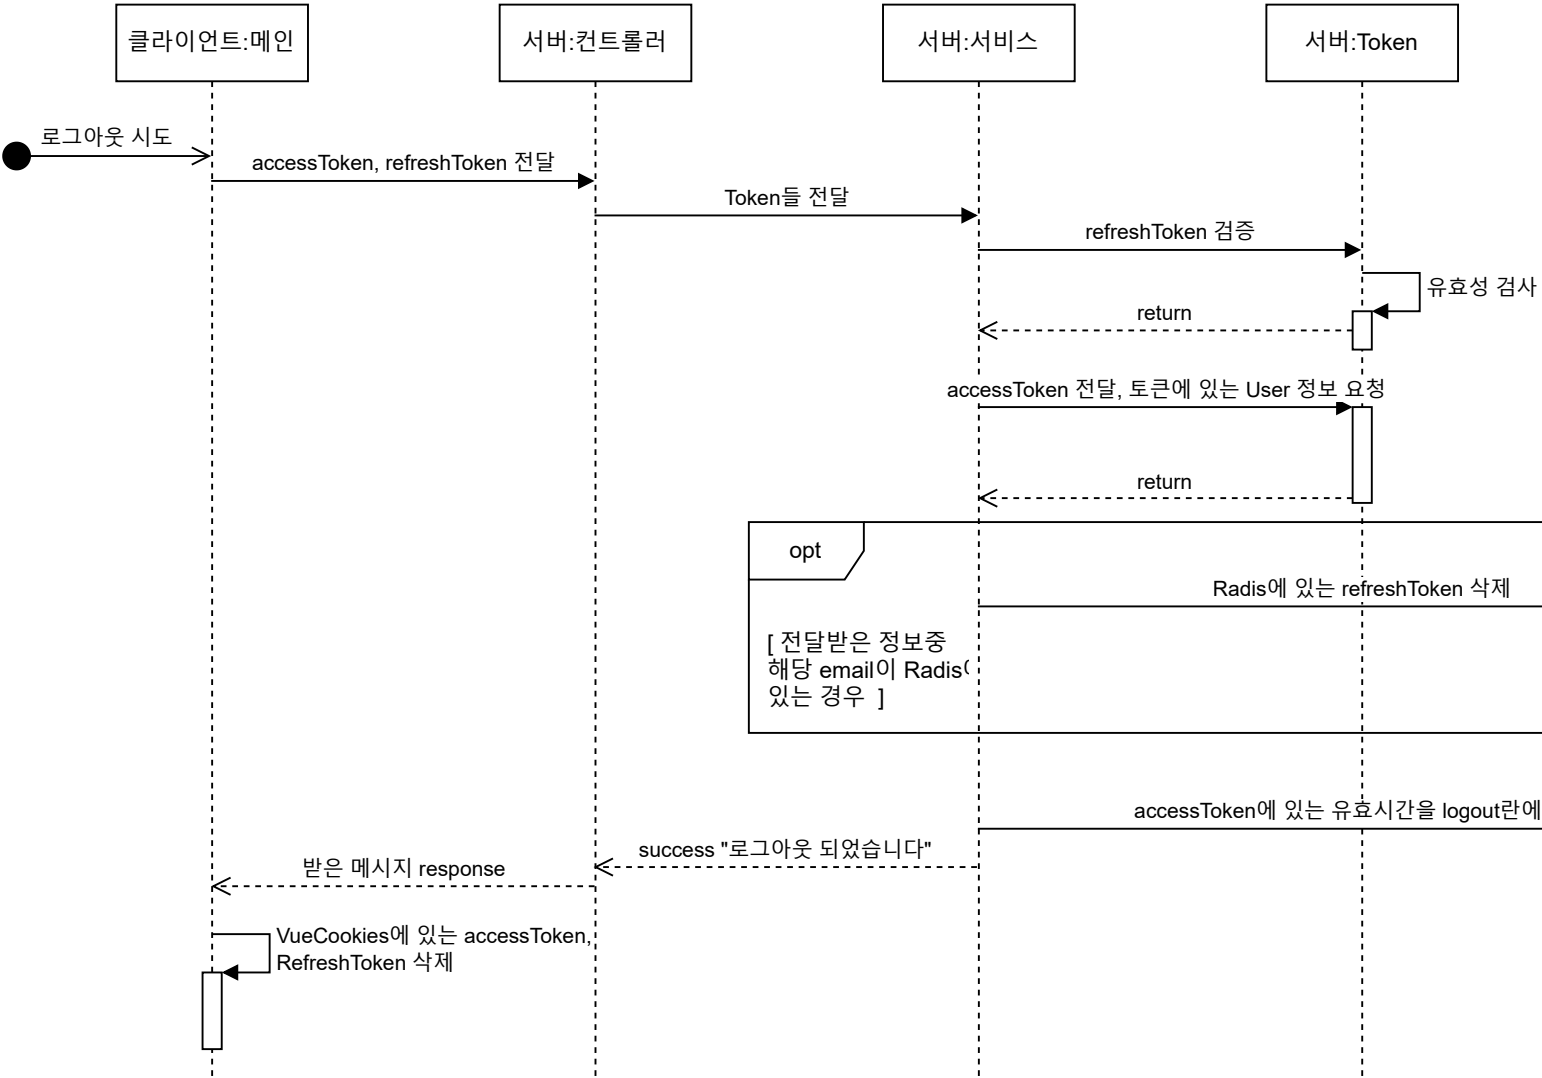 클라이언트:메인
서버:컨트롤러
서버:서비스
서버:Token
로그아웃 시도
accessToken, refreshToken 전달
Token들 전달
refreshToken 검증
유효성 검사
return
accessToken 전달, 토큰에 있는 User 정보 요청
return
opt
Radis에 있는 refreshToken 삭제
[ 전달받은 정보중
해당 email이 Radis
있는 경우 ]
accessToken에 있는 유효시간을 logout란에
success "로그아웃 되었습니다"
받은 메시지 response
VueCookies에 있는 accessToken,
RefreshToken 삭제